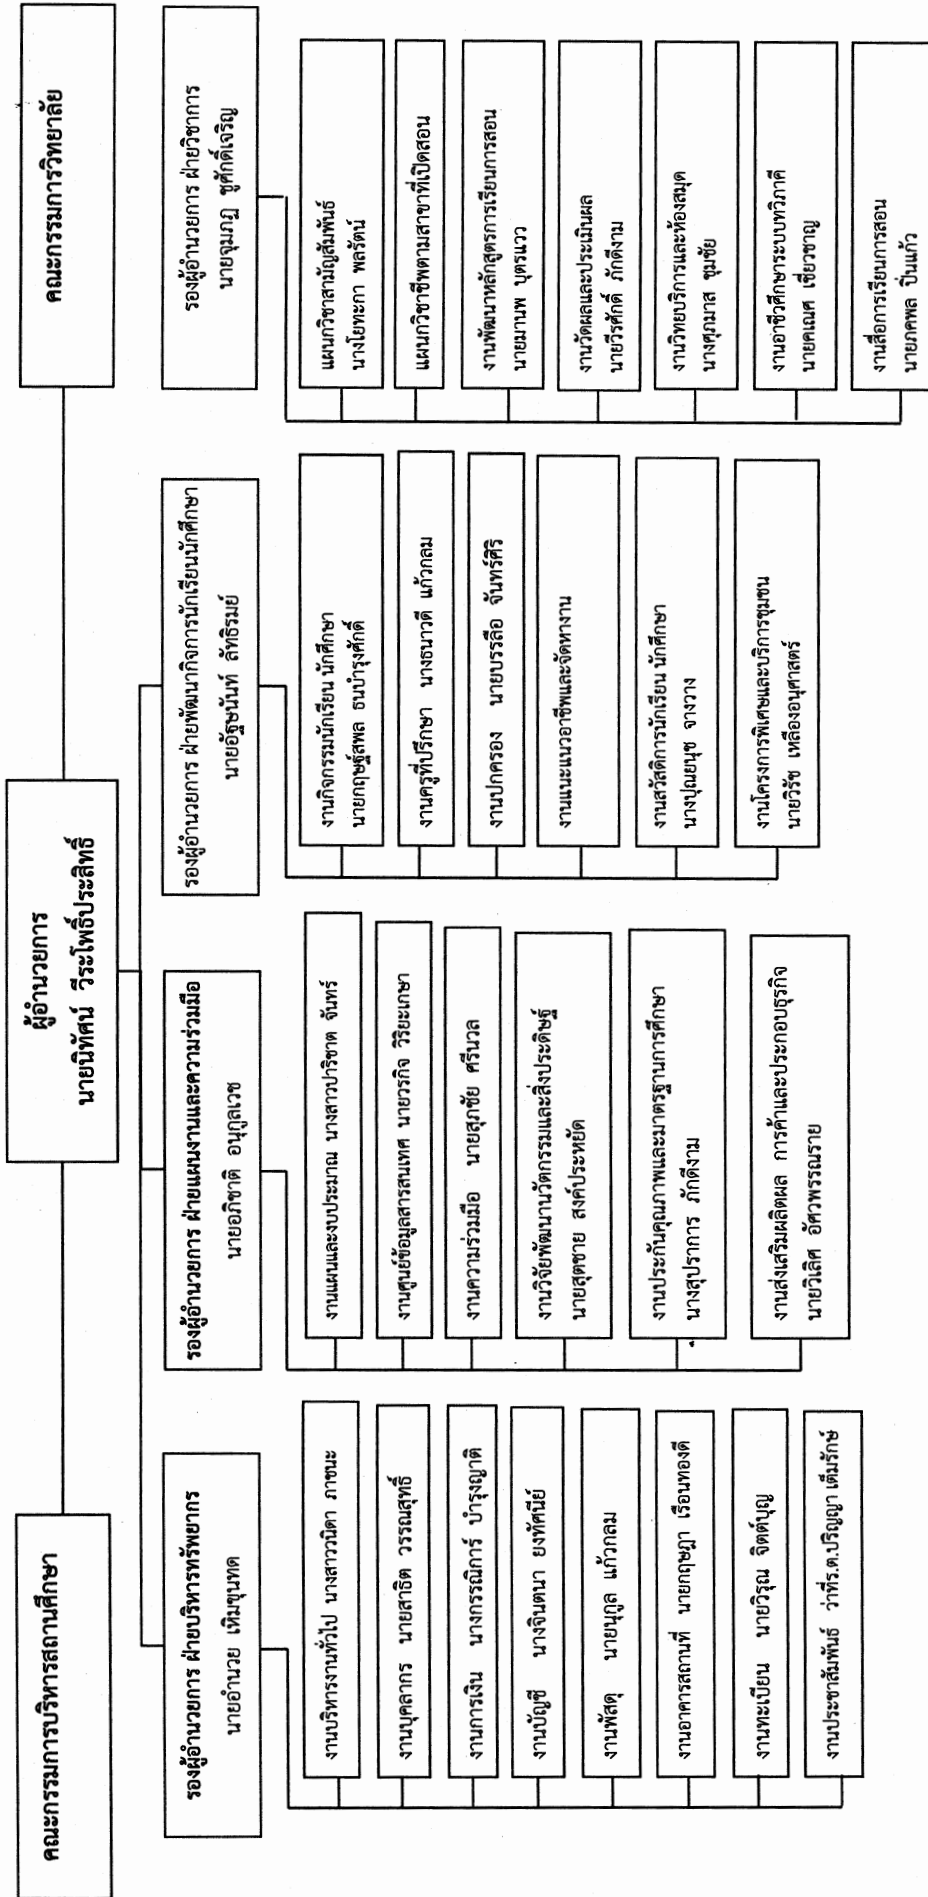 คณะกรรมการบริหารสถานศึกษา
ผู้อำนวยการ
นายนิทัศน์ วีระโพธิ์ประสิทธิ์
คณะกรรมการวิทยาลัย
รองผู้อำนวยการ ฝ่ายบริหารทรัพยากร
นายอำนวย เหิมขุนทด
งานบริหารงานทั่วไป นางสาววนิดา ภาชนะ
งานบุคลากร นายสาธิต วรรณสุทธิ์
งานการเงิน นางกรรณิการ์ บำรุงญาติ
งานบัญชี นางจินตนา ยงทัศนีย์
งานพัสดุ นายนุกูล แก้วกลม
งานอาคารสถานที่ นายกฤษฎา เรือนทองดี
งานทะเบียน นายวิรุณ จิตต์บุญ
งานประชาสัมพันธ์ ว่าที่ร.ต.ปริญญา เต็มรักษ์
รองผู้อำนวยการ ฝ่ายแผนงานและความร่วมมือ
นายอภิชาติ อนุกูลเวช
งานแผนและงบประมาณ นางสาวปาริชาต จันทร์
งานศูนย์ข้อมูลสารสนเทศ นายวรกิจ วิริยะเกษา
งานความร่วมมือ นายสุภชัย ศรีนวล
งานวิจัยพัฒนานวัตกรรมและสิ่งประดิษฐ์
นายสุดชาย สงค์ประหยัด
งานประกันคุณภาพและมาตรฐานการศึกษา
นางสุปราการ ภักดีงาม
งานส่งเสริมผลิตผล การค้าและประกอบธุรกิจ
นายวิเลิศ อัศวพรรณราย
รองผู้อำนวยการ ฝ่ายพัฒนากิจการนักเรียนนักศึกษา
นายอัฐษนันท์ ลัทธิรมย์
งานกิจกรรมนักเรียน นักศึกษา
นายกฤษฐ์สพล ธนบำรุงศักดิ์
งานครูที่ปรึกษา นางธนาวดี แก้วกลม
งานปกครอง นายบรรลือ จันทร์ศิริ
งานแนะแนวอาชีพและจัดหางาน
งานสวัสดิการนักเรียน นักศึกษา
นางปุณยนุช จางวาง
งานโครงการพิเศษและบริการชุมชน
นายวิรัช เหลืองอนุศาสตร์
รองผู้อำนวยการ ฝ่ายวิชาการ
นายจุมภฏ ชูศักดิ์เจริญ
แผนกวิชาสามัญสัมพันธ์
นางโยทะกา พลรัตน์
แผนกวิชาชีพตามสาขาที่เปิดสอน
งานพัฒนาหลักสูตรการเรียนการสอน
นายมานพ บุตรแวว
งานวัดผลและประเมินผล
นายวีรศักดิ์ ภักดีงาม
งานวิทยบริการและห้องสมุด
นางศุภมาส ชุมชัย
งานอาชีวศึกษาระบบทวิภาคี
นายคเณศ เชี่ยวชาญ
งานสื่อการเรียนการสอน
นายภคพล ปิ่นแก้ว